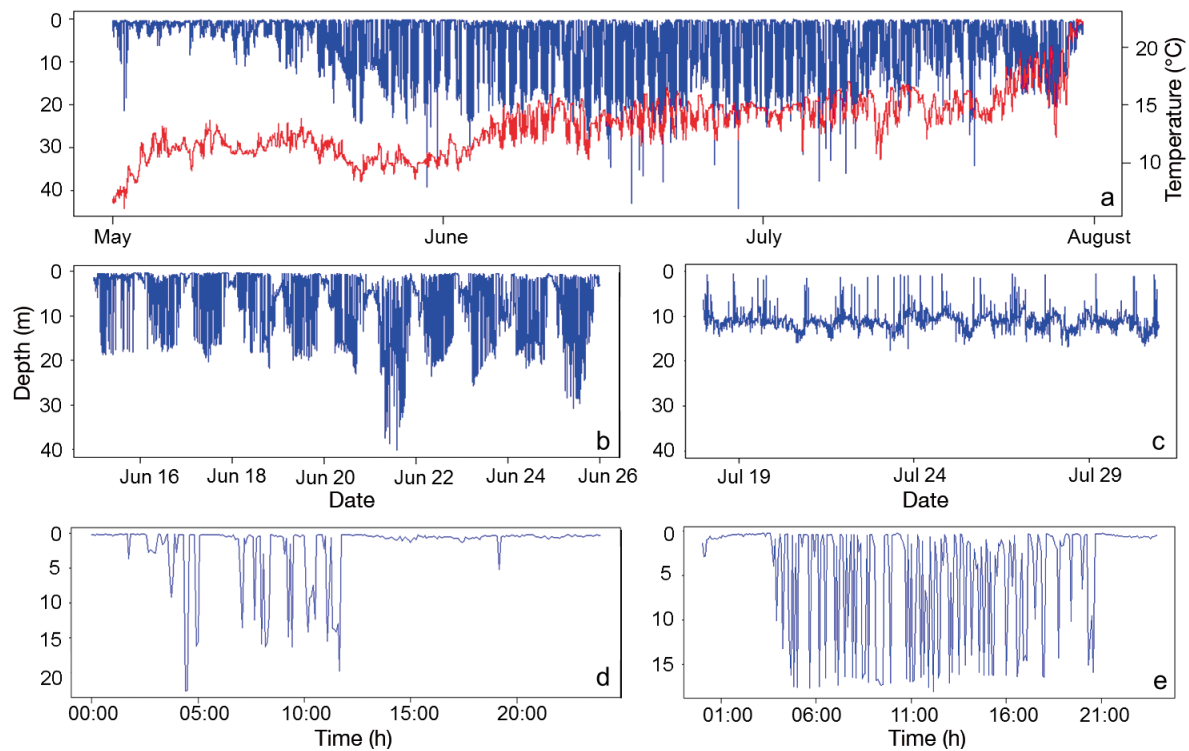 0
10
20
30
40
20
15
10
Temperature (°C)
a
May June July August
Depth (m)
0
10
20
30
40
b
Jun 16 Jun 18 Jun 20 Jun 22 Jun 24 Jun 26
Date
0
10
20
30
40
c
Jul 19 Jul 24 Jul 29
Date
0
5
10
15
20
d
00:00 05:00 10:00 15:00 20:00
Time (h)
0
5
10
15
e
01:00 06:00 11:00 16:00 21:00
Time (h)